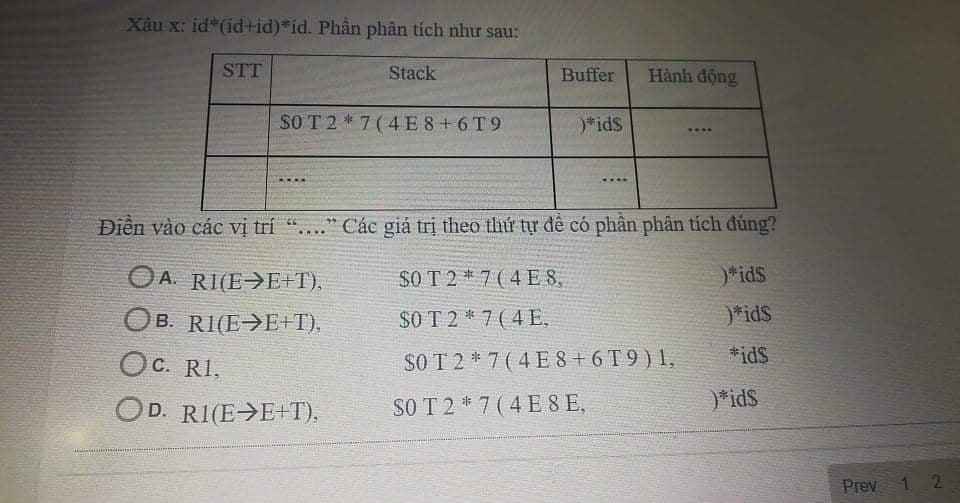 Xâu x: id*(id+id)*id. Phần phân tích như sau:
STT Stack Buffer Hành động
$0 T 2 * 7 ( 4 E 8 + 6 T 9 )*id$ ....
.... ....
Điền vào các vị trí “....” Các giá trị theo thứ tự để có phần phân tích đúng?
A. R1(E→E+T), $0 T 2 * 7 ( 4 E 8, )*id$
B. R1(E→E+T), $0 T 2 * 7 ( 4 E, )*id$
C. R1, $0 T 2 * 7 ( 4 E 8 + 6 T 9 ) 1, *id$
D. R1(E→E+T), $0 T 2 * 7 ( 4 E 8 E, )*id$
Prev 1 2